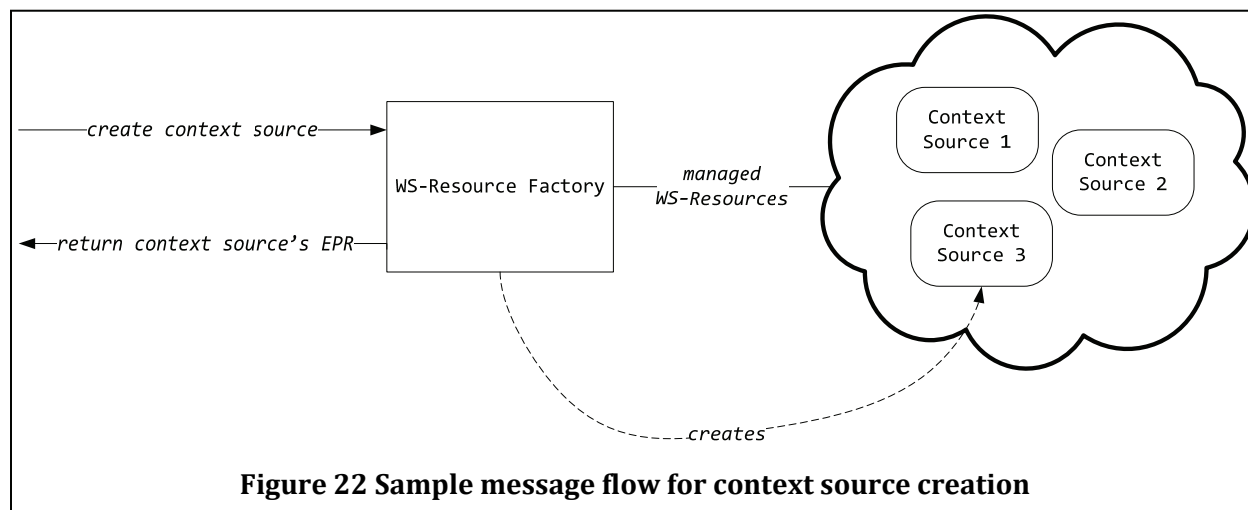 create context source
return context source's EPR
WS-Resource Factory
managed
WS-Resources
Context
Source 1
Context
Source 2
Context
Source 3
creates
Figure 22 Sample message flow for context source creation